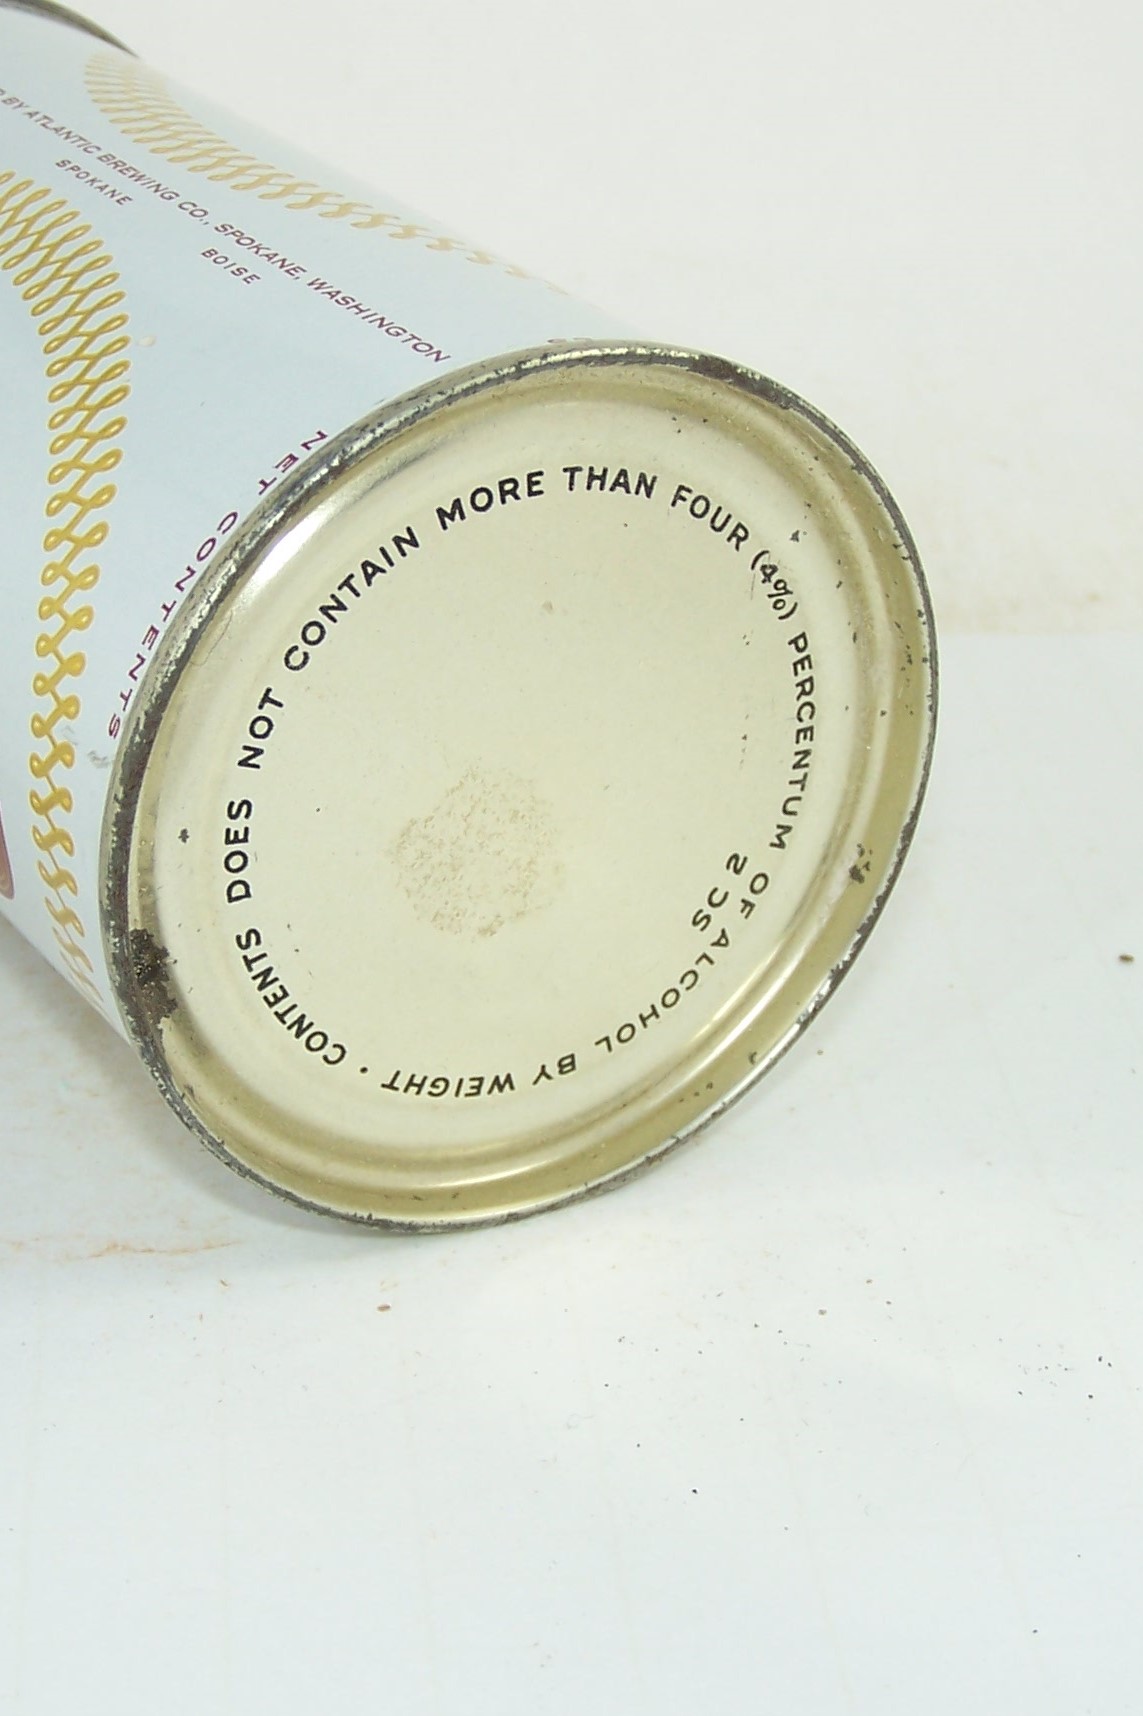 BY ATLANTIC BREWING CO., SPOKANE, WASHINGTON
SPOKANE
BOISE
NET CONTENTS
CONTENTS DOES NOT CONTAIN MORE THAN FOUR (4%) PERCENTUM OF ALCOHOL BY WEIGHT •
SC 2